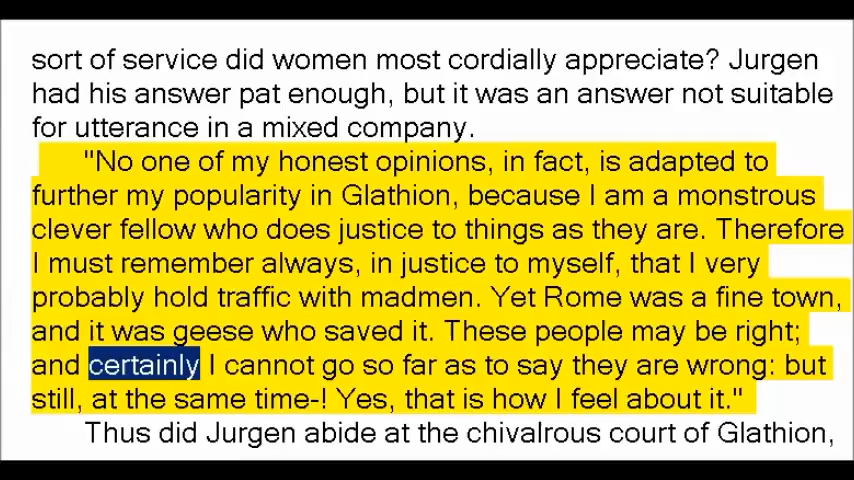 sort of service did women most cordially appreciate? Jurgen
had his answer pat enough, but it was an answer not suitable
for utterance in a mixed company.
"No one of my honest opinions, in fact, is adapted to
further my popularity in Glathion, because I am a monstrous
clever fellow who does justice to things as they are. Therefore
I must remember always, in justice to myself, that I very
probably hold traffic with madmen. Yet Rome was a fine town,
and it was geese who saved it. These people may be right;
and certainly I cannot go so far as to say they are wrong: but
still, at the same time-! Yes, that is how I feel about it."
Thus did Jurgen abide at the chivalrous court of Glathion,